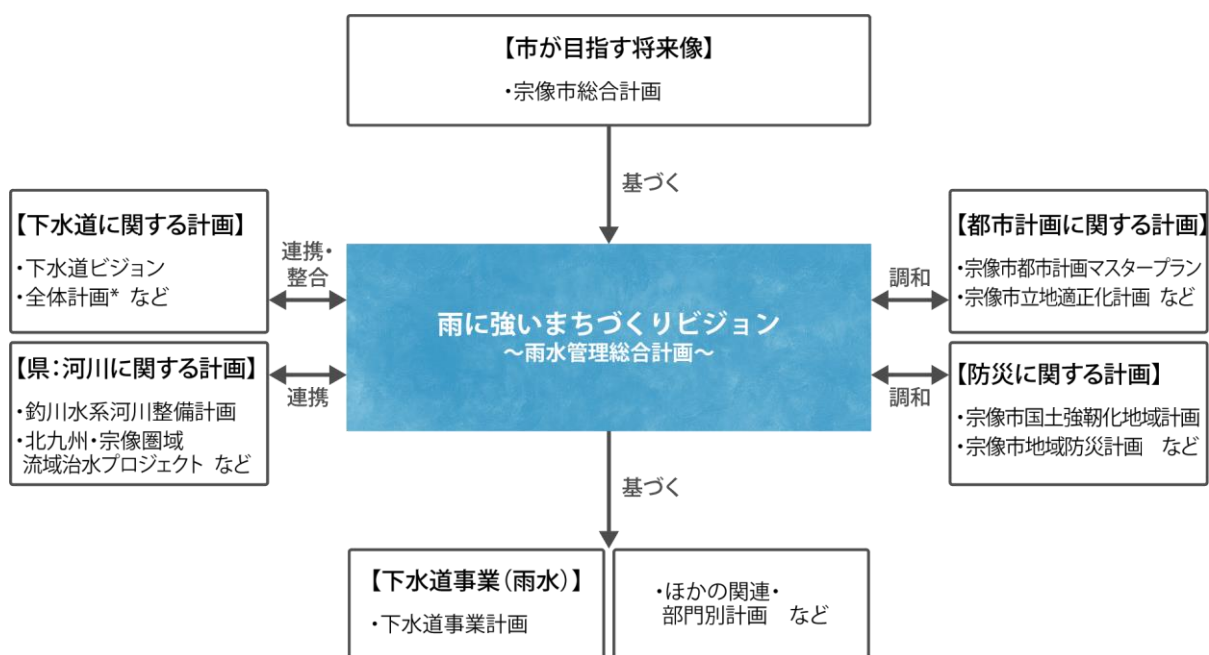 【市が目指す将来像】
・宗像市総合計画
基づく
【下水道に関する計画】
・下水道ビジョン
・全体計画* など
連携・
整合
【県：河川に関する計画】
・釣川水系河川整備計画
・北九州・宗像圏域
流域治水プロジェクト など
連携
雨に強いまちづくりビジョン
～雨水管理総合計画～
調和
【都市計画に関する計画】
・宗像市都市計画マスタープラン
・宗像市立地適正化計画 など
調和
【防災に関する計画】
・宗像市国土強靭化地域計画
・宗像市地域防災計画　など
基づく
【下水道事業（雨水）】
・下水道事業計画
・ほかの関連・
部門別計画　など